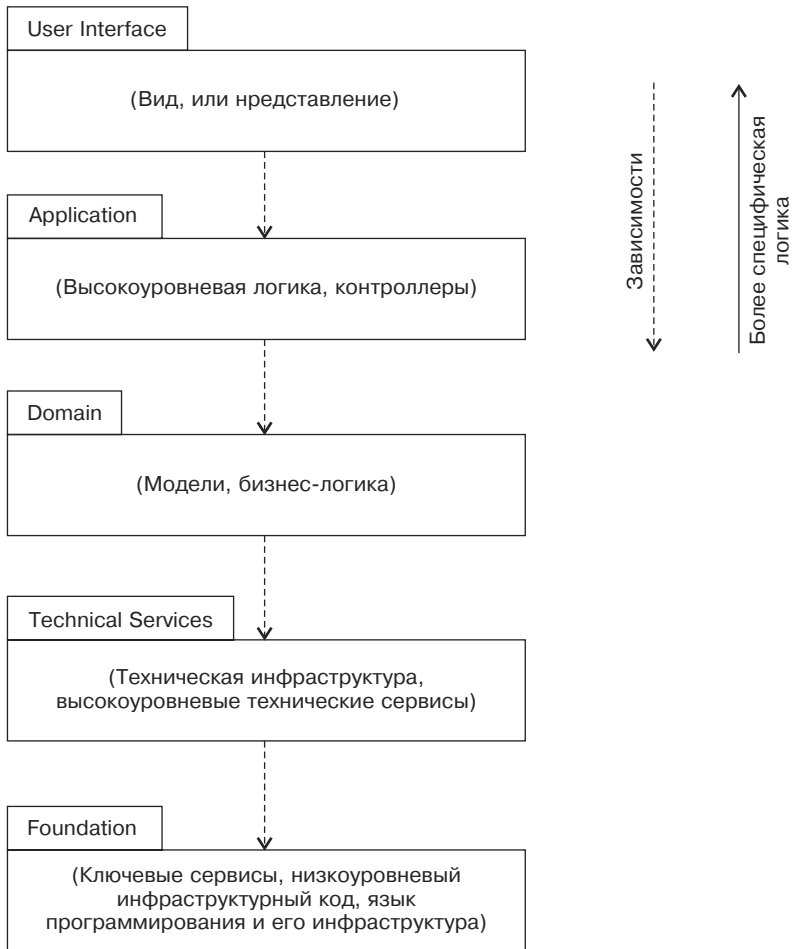 User Interface
(Вид, или нредставление)
Application
(Высокоуровневая логика, контроллеры)
Domain
(Модели, бизнес-логика)
Technical Services
(Техническая инфраструктура,
высокоуровневые технические сервисы)
Foundation
(Ключевые сервисы, низкоуровневый
инфраструктурный код, язык
программирования и его инфраструктура)
Зависимости
Более специфическая
логика